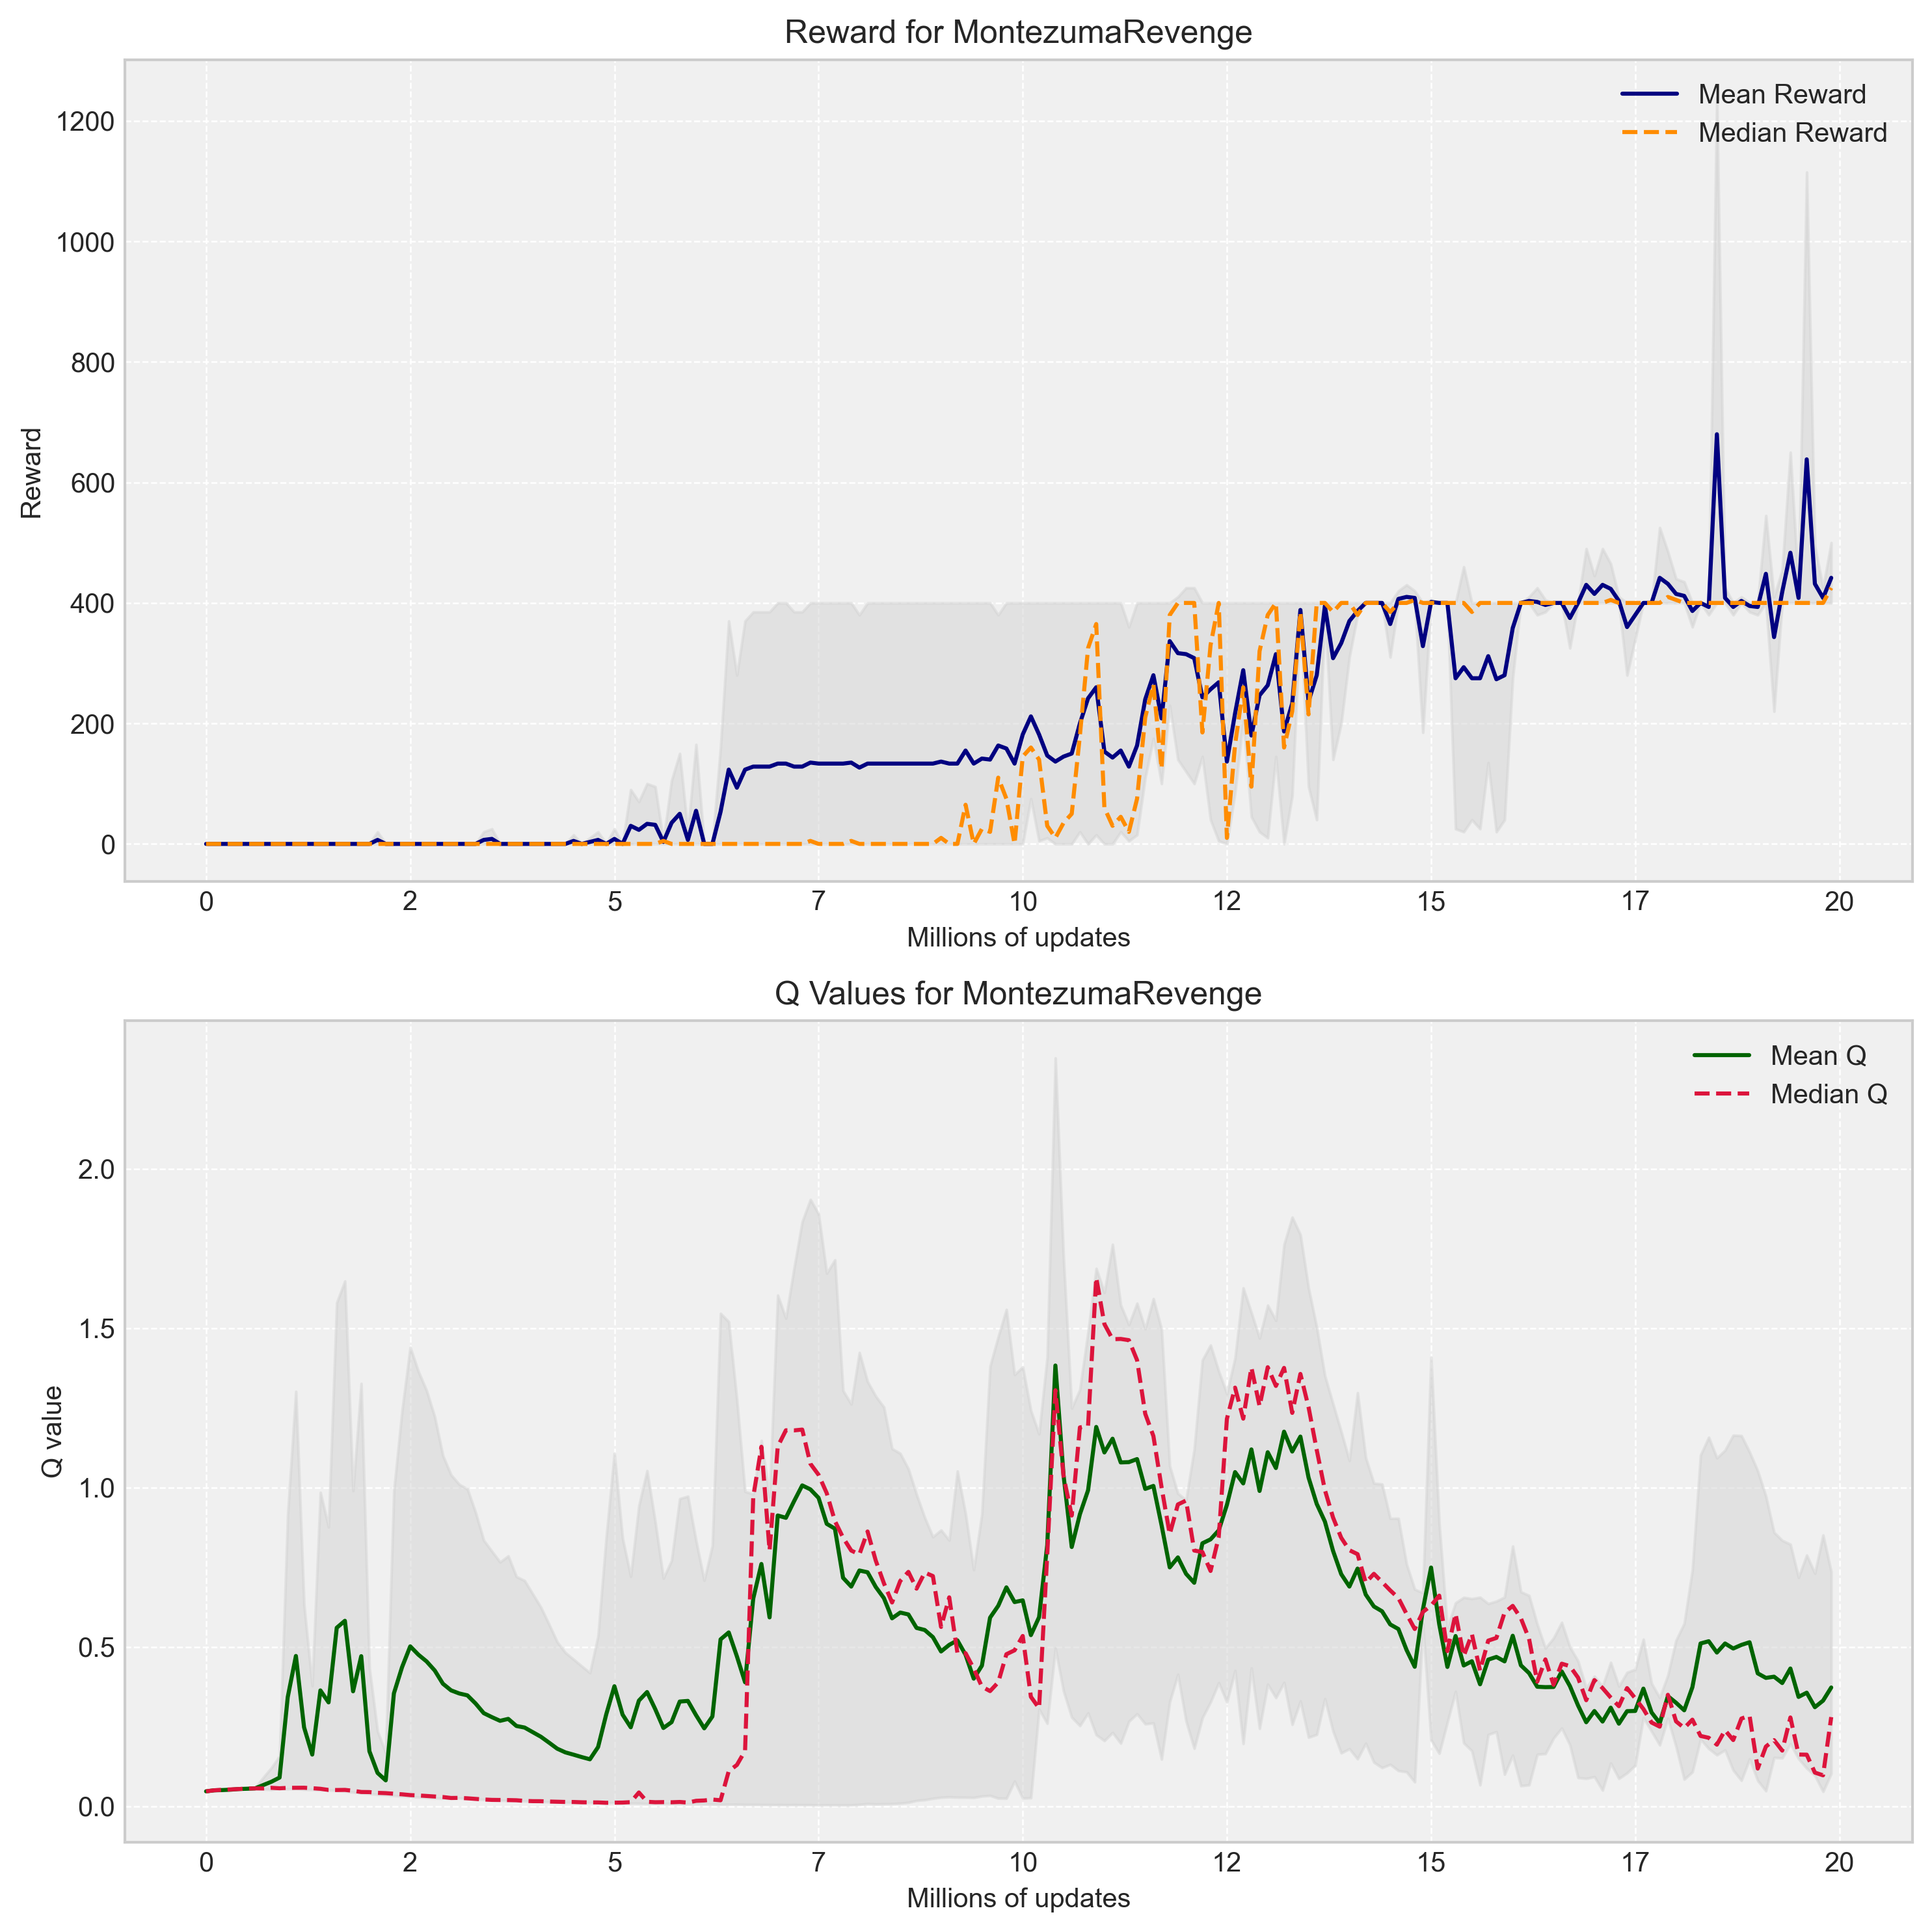 Reward for MontezumaRevenge
Mean Reward
Median Reward
1200
1000
800
600
400
200
0
Reward
0 2 5 7 10 12 15 17 20
Millions of updates
Q Values for MontezumaRevenge
Mean Q
Median Q
2.0
1.5
1.0
0.5
0.0
Q value
0 2 5 7 10 12 15 17 20
Millions of updates